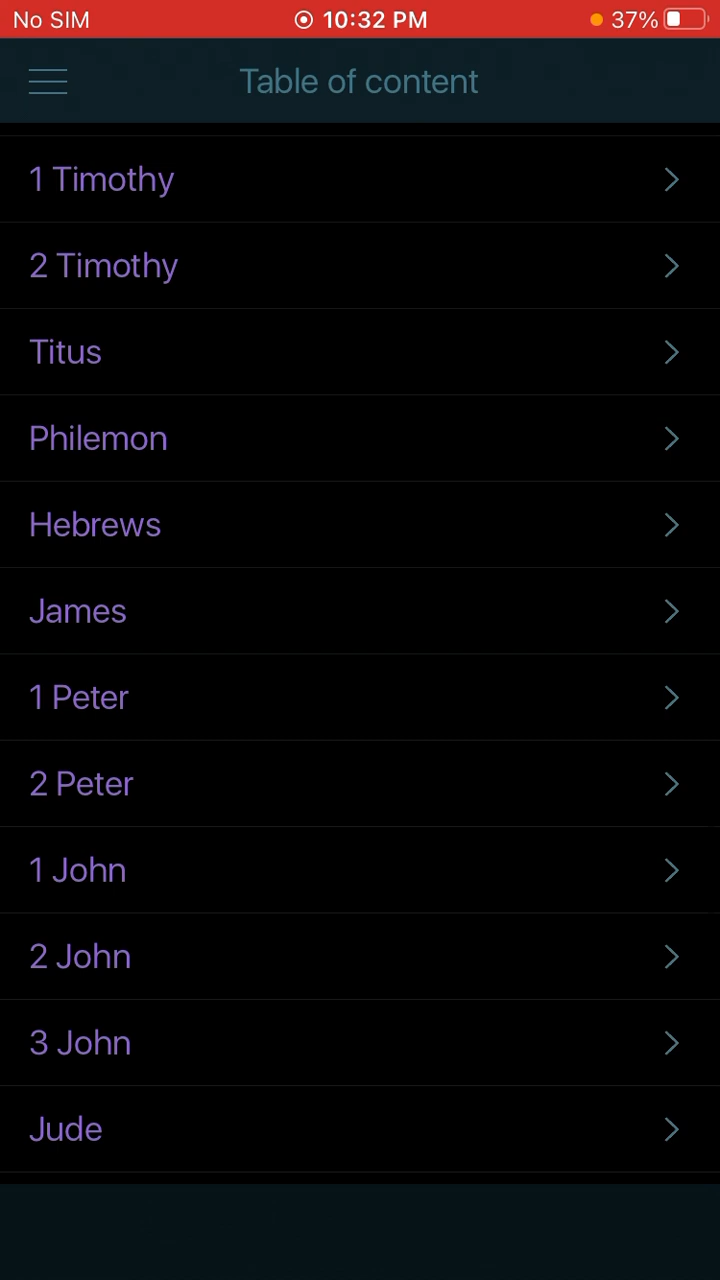 No SIM 10:32 PM 37%
Table of content
1 Timothy
2 Timothy
Titus
Philemon
Hebrews
James
1 Peter
2 Peter
1 John
2 John
3 John
Jude